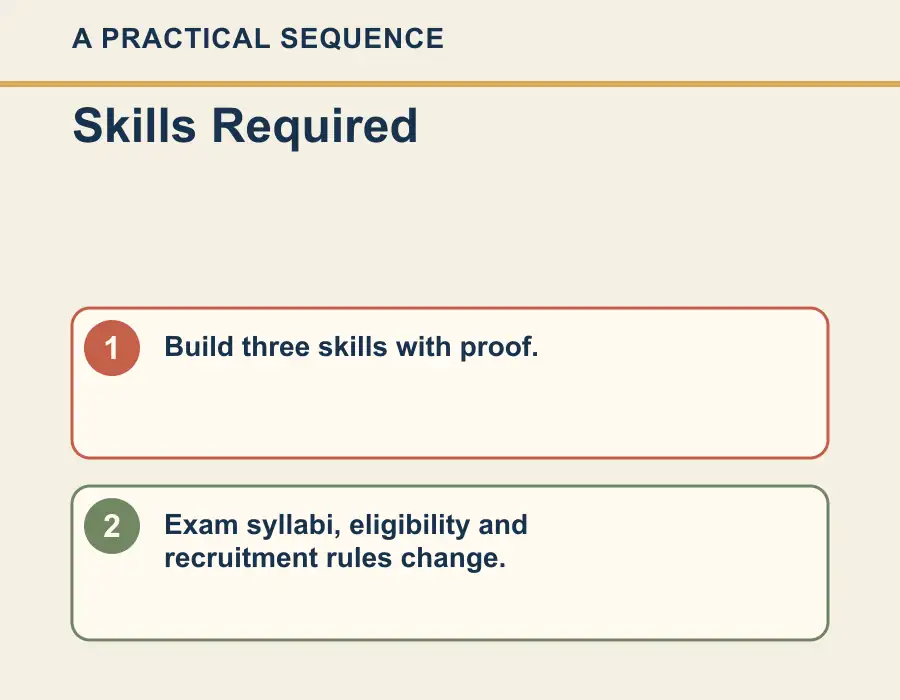 A PRACTICAL SEQUENCE
Skills Required
1
Build three skills with proof.
2
Exam syllabi, eligibility and
recruitment rules change.